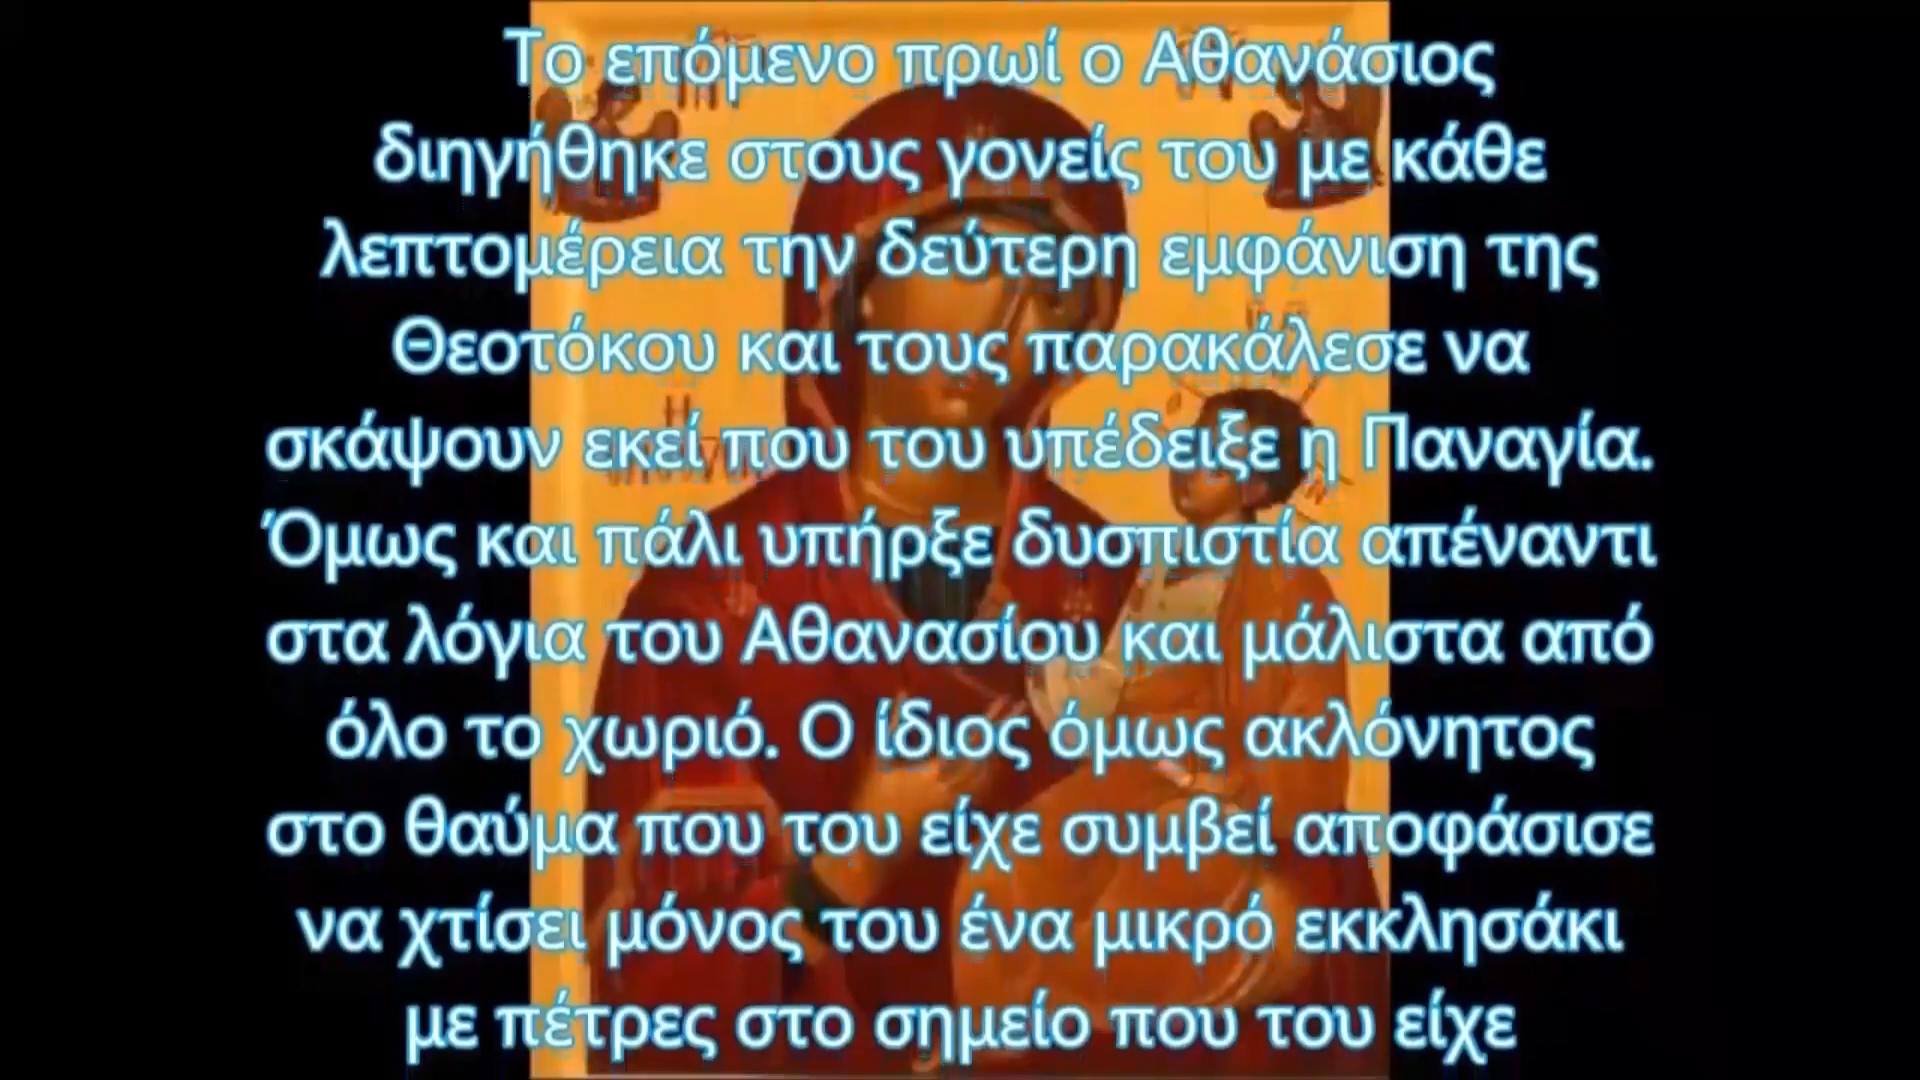 Το επόμενο πρωί ο Αθανάσιος
διηγήθηκε στους γονείς του με κάθε
λεπτομέρεια την δεύτερη εμφάνιση της
Θεοτόκου και τους παρακάλεσε να
σκάψουν εκεί που του υπέδειξε η Παναγία.
Όμως και πάλι υπήρξε δυσπιστία απέναντι
στα λόγια του Αθανασίου και μάλιστα από
όλο το χωριό. Ο ίδιος όμως ακλόνητος
στο θαύμα που του είχε συμβεί αποφάσισε
να χτίσει μόνος του ένα μικρό εκκλησάκι
με πέτρες στο σημείο που του είχε